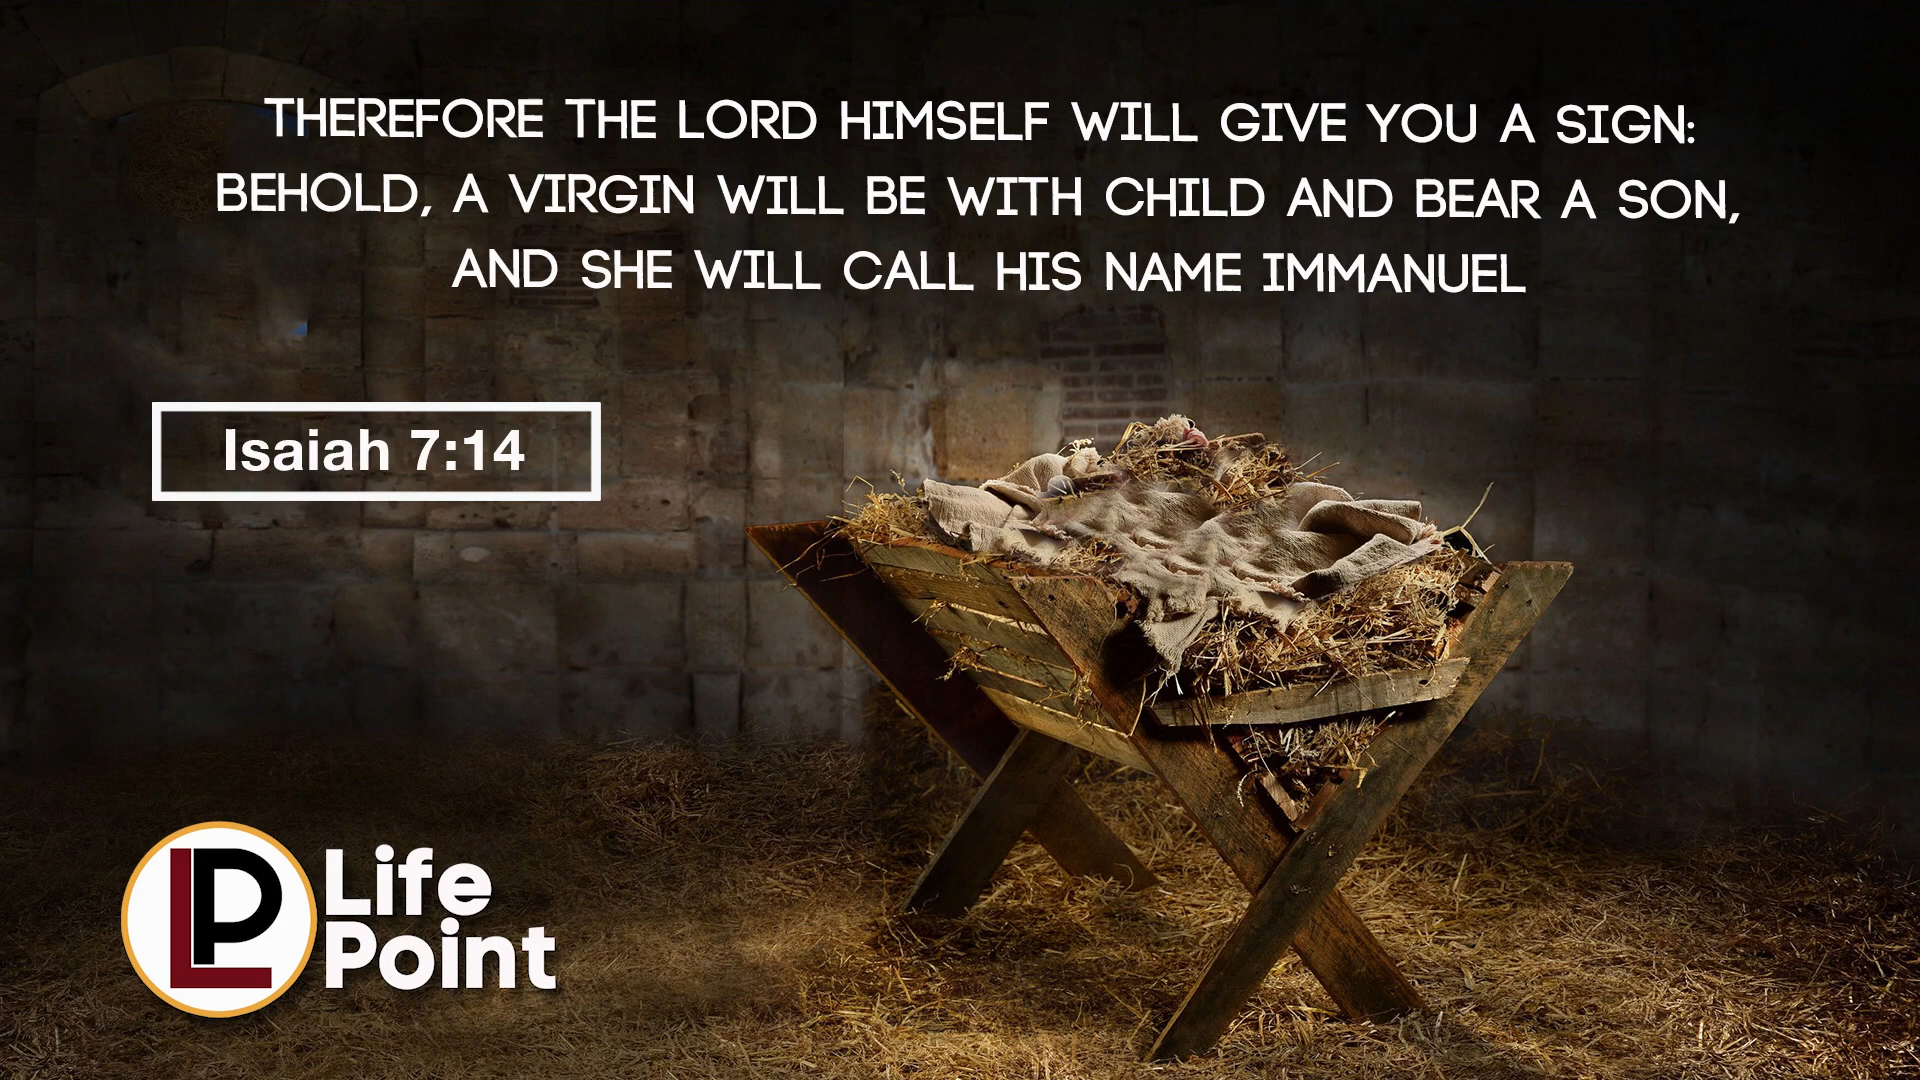 THEREFORE THE LORD HIMSELF WILL GIVE YOU A SIGN:
BEHOLD, A VIRGIN WILL BE WITH CHILD AND BEAR A SON,
AND SHE WILL CALL HIS NAME IMMANUEL
Isaiah 7:14
LP
Life
Point